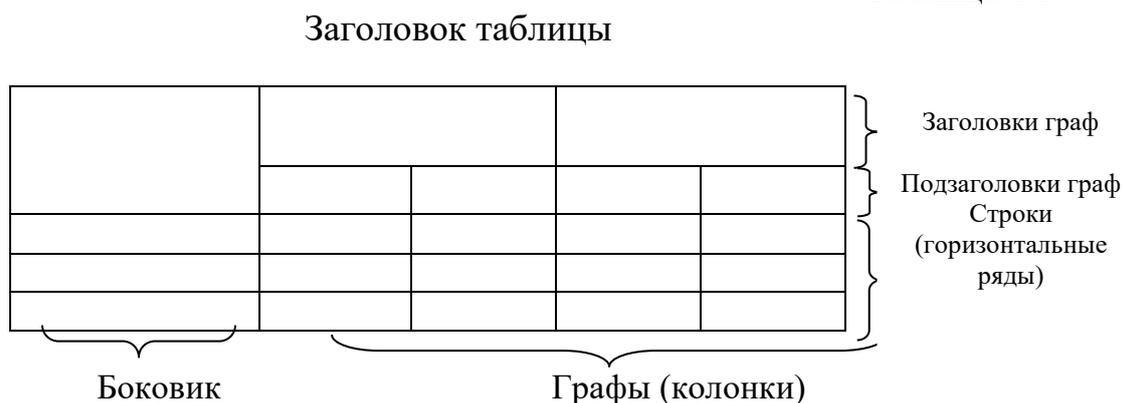 Заголовок таблицы
Заголовки граф
Подзаголовки граф
Строки
(горизонтальные
ряды)
Боковик
Графы (колонки)